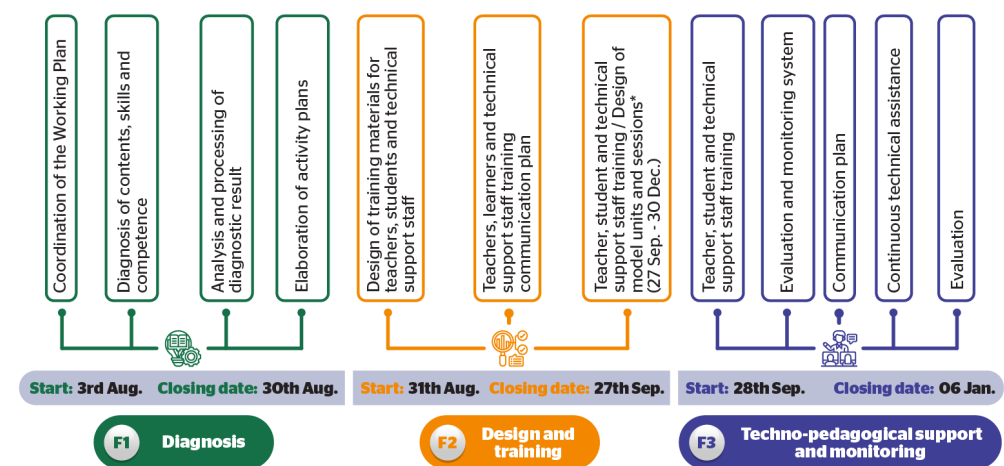 Coordination of the Working Plan
Diagnosis of contents, skills and
competence
Analysis and processing of
diagnostic result
Elaboration of activity plans
Design of training materials for
teachers, students and technical
support staff
Teachers, learners and technical
support staff training
communication plan
Teacher, student and technical
support staff training / Design of
model units and sessions*
(27 Sep. - 30 Dec.)
Teacher, student and technical
support staff training
Evaluation and monitoring system
Communication plan
Continuous technical assistance
Evaluation
Start: 3rd Aug. Closing date: 30th Aug.
Start: 31th Aug. Closing date: 27th Sep.
Start: 28th Sep. Closing date: 06 Jan.
F1 Diagnosis
F2 Design and
training
F3 Techno-pedagogical support
and monitoring